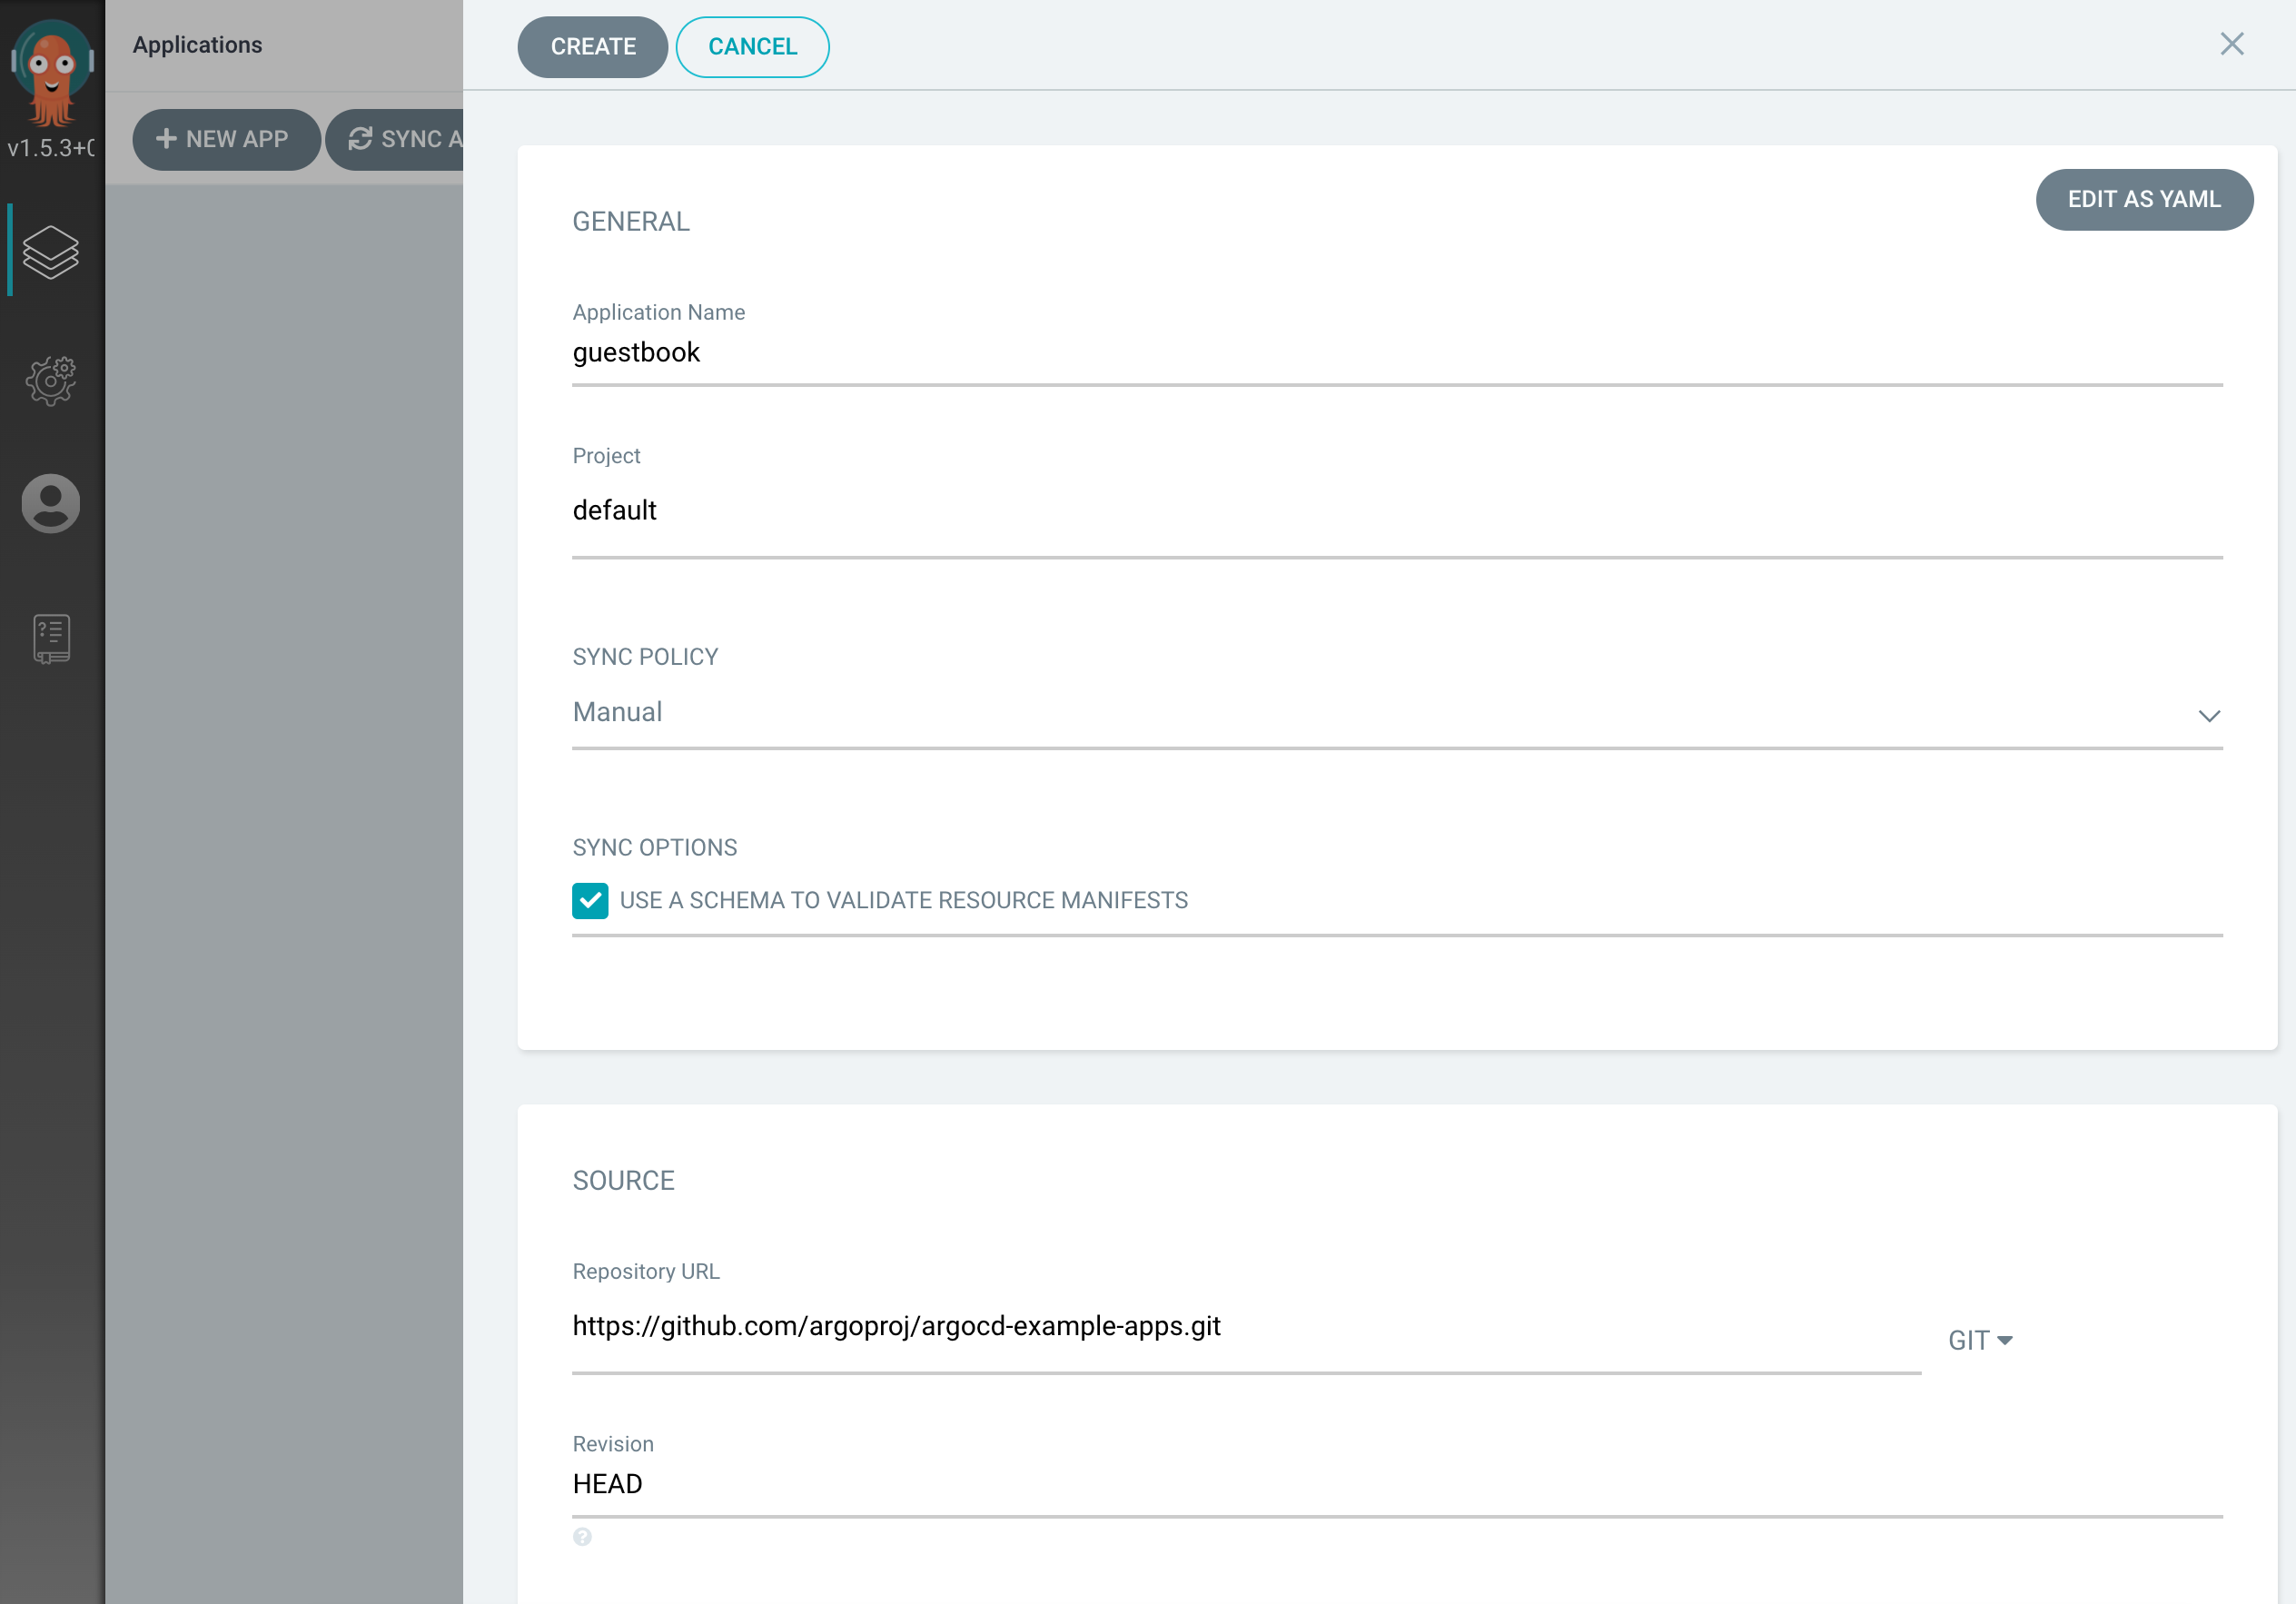 Applications
CREATE
CANCEL
v1.5.3+
NEW APP
SYNC A
EDIT AS YAML
GENERAL
Application Name
guestbook
Project
default
SYNC POLICY
Manual
SYNC OPTIONS
USE A SCHEMA TO VALIDATE RESOURCE MANIFESTS
SOURCE
Repository URL
https://github.com/argoproj/argocd-example-apps.git
GIT
Revision
HEAD
?